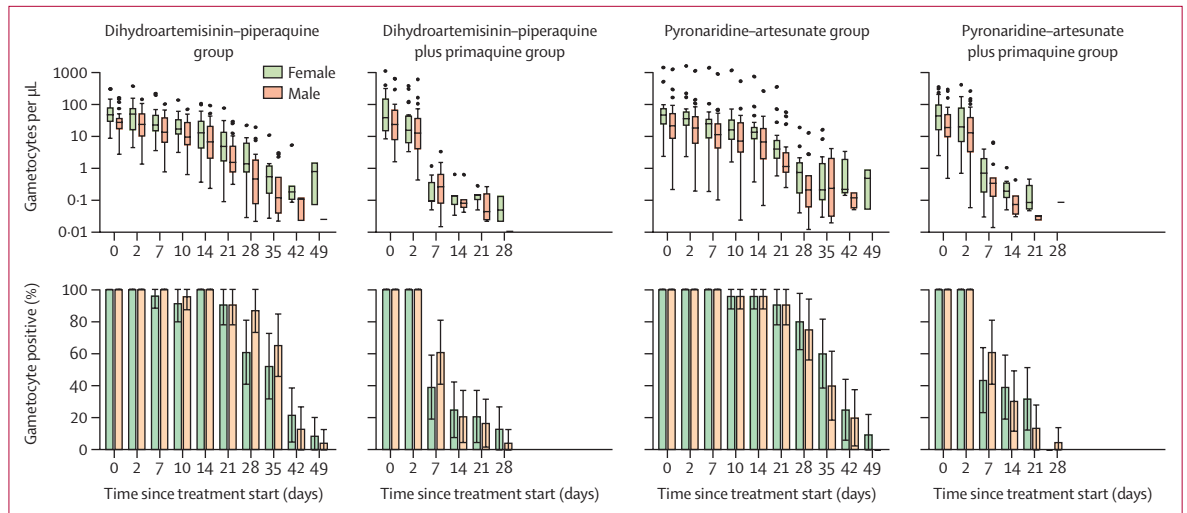 Dihydroartemisinin–piperaquine
group
Dihydroartemisinin–piperaquine
plus primaquine group
Pyronaridine–artesunate group
Pyronaridine–artesunate
plus primaquine group
Gametocytes per µL
1000
100
10
1
0·1
0·01
Female
Male
0 2 7 10 14 21 28 35 42 49
0 2 7 14 21 28
0 2 7 10 14 21 28 35 42 49
0 2 7 14 21 28
Gametocyte positive (%)
100
80
60
40
20
0
0 2 7 10 14 21 28 35 42 49
0 2 7 14 21 28
0 2 7 10 14 21 28 35 42 49
0 2 7 14 21 28
Time since treatment start (days)
Time since treatment start (days)
Time since treatment start (days)
Time since treatment start (days)